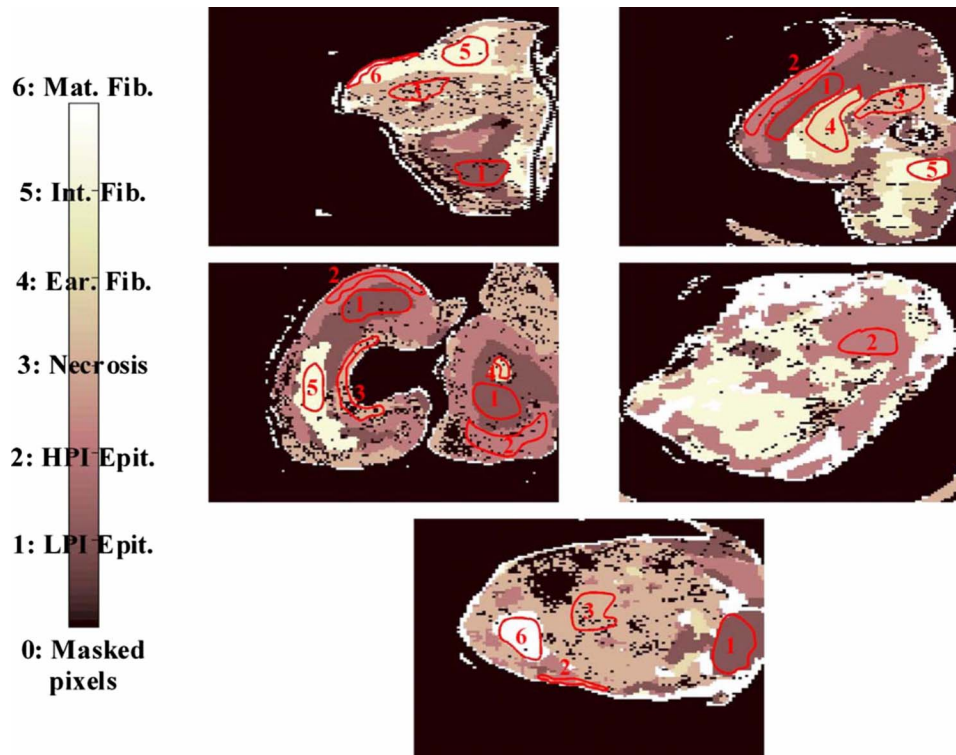 6: Mat. Fib.
5: Int. Fib.
4: Ear. Fib.
3: Necrosis
2: HPI Epit.
1: LPI Epit.
0: Masked
pixels
5
6
1
2
1
3
4
5
2
1
5
3
4
1
2
2
3
6
1
2